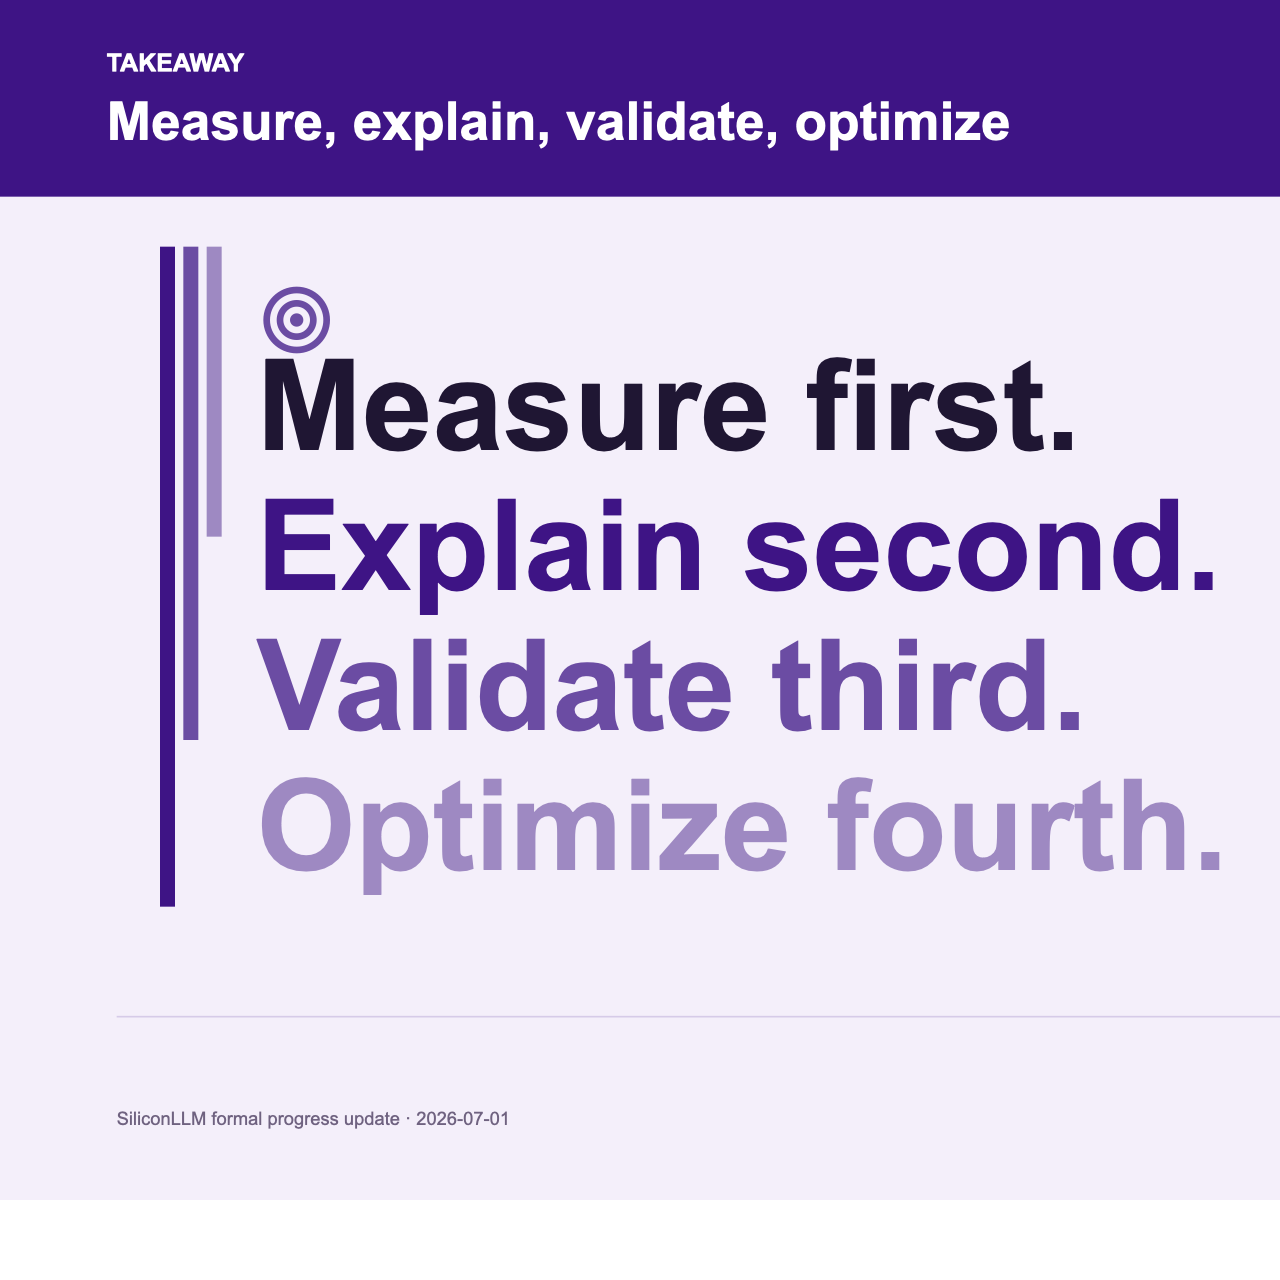 TAKEAWAY
Measure, explain, validate, optimize
Measure first.
Explain second.
Validate third.
Optimize fourth.
SiliconLLM formal progress update · 2026-07-01